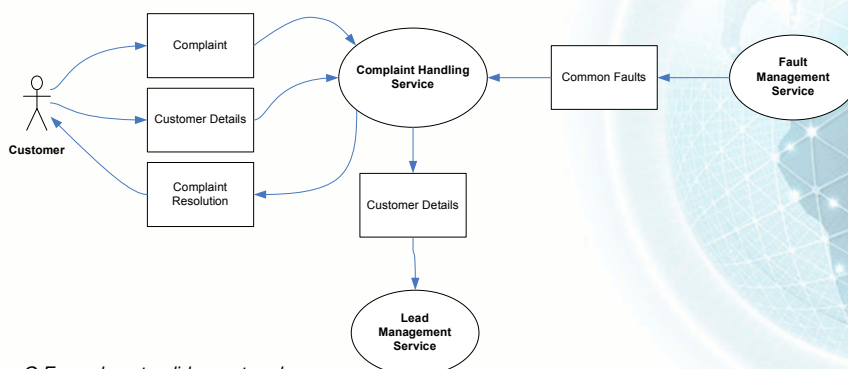 Complaint
Customer Details
Complaint
Resolution
Customer
Complaint Handling
Service
Common Faults
Fault
Management
Service
Customer Details
Lead
Management
Service